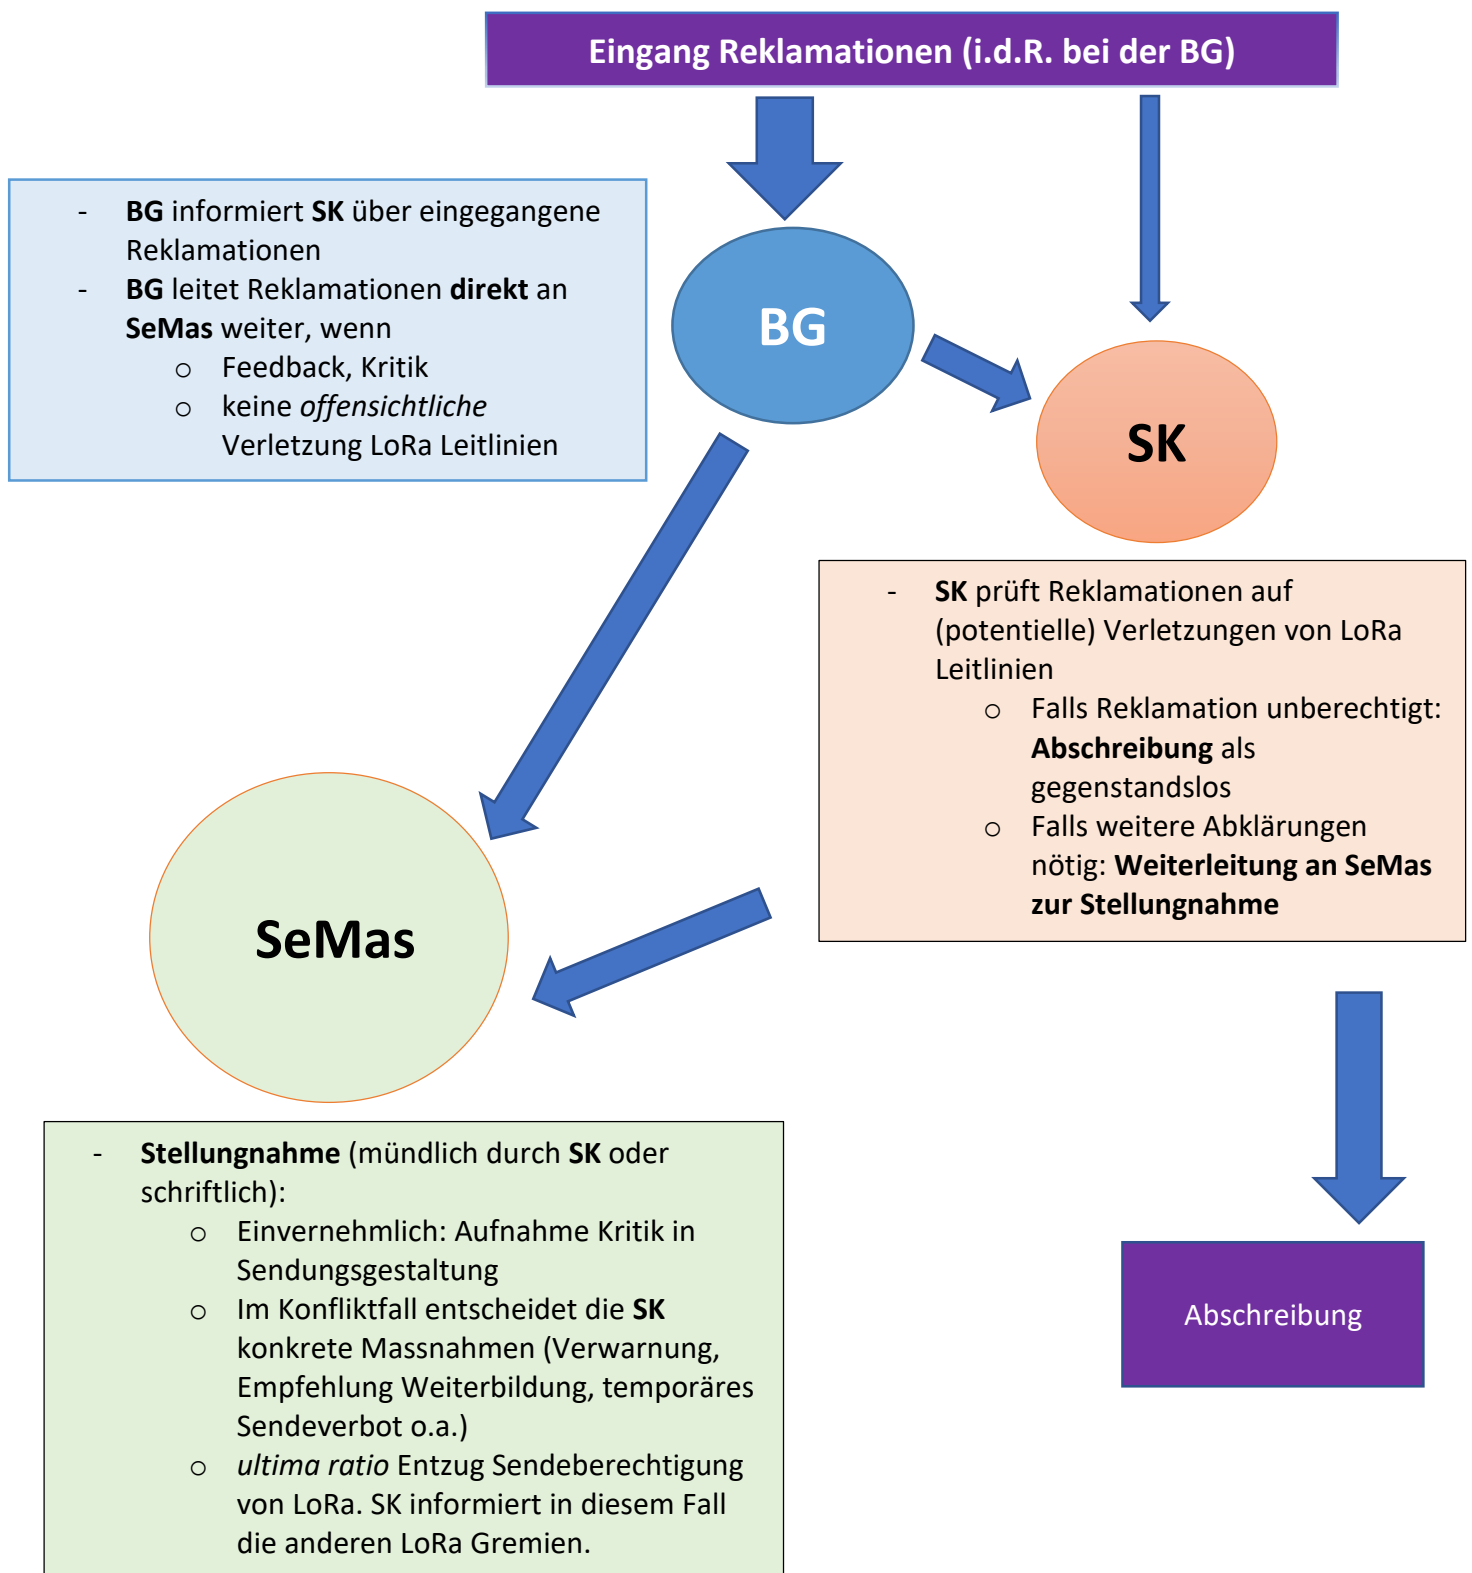 Eingang Reklamationen (i.d.R. bei der BG)
- BG informiert SK über eingegangene
Reklamationen
- BG leitet Reklamationen direkt an
SeMas weiter, wenn
o Feedback, Kritik
o keine offensichtliche
Verletzung LoRa Leitlinien
BG
SK
- SK prüft Reklamationen auf
(potentielle) Verletzungen von LoRa
Leitlinien
o Falls Reklamation unberechtigt:
Abschreibung als
gegenstandslos
o Falls weitere Abklärungen
nötig: Weiterleitung an SeMas
zur Stellungnahme
SeMas
- Stellungnahme (mündlich durch SK oder
schriftlich):
o Einvernehmlich: Aufnahme Kritik in
Sendungsgestaltung
o Im Konfliktfall entscheidet die SK
konkrete Massnahmen (Verwarnung,
Empfehlung Weiterbildung, temporäres
Sendeverbot o.a.)
o ultima ratio Entzug Sendeberechtigung
von LoRa. SK informiert in diesem Fall
die anderen LoRa Gremien.
Abschreibung